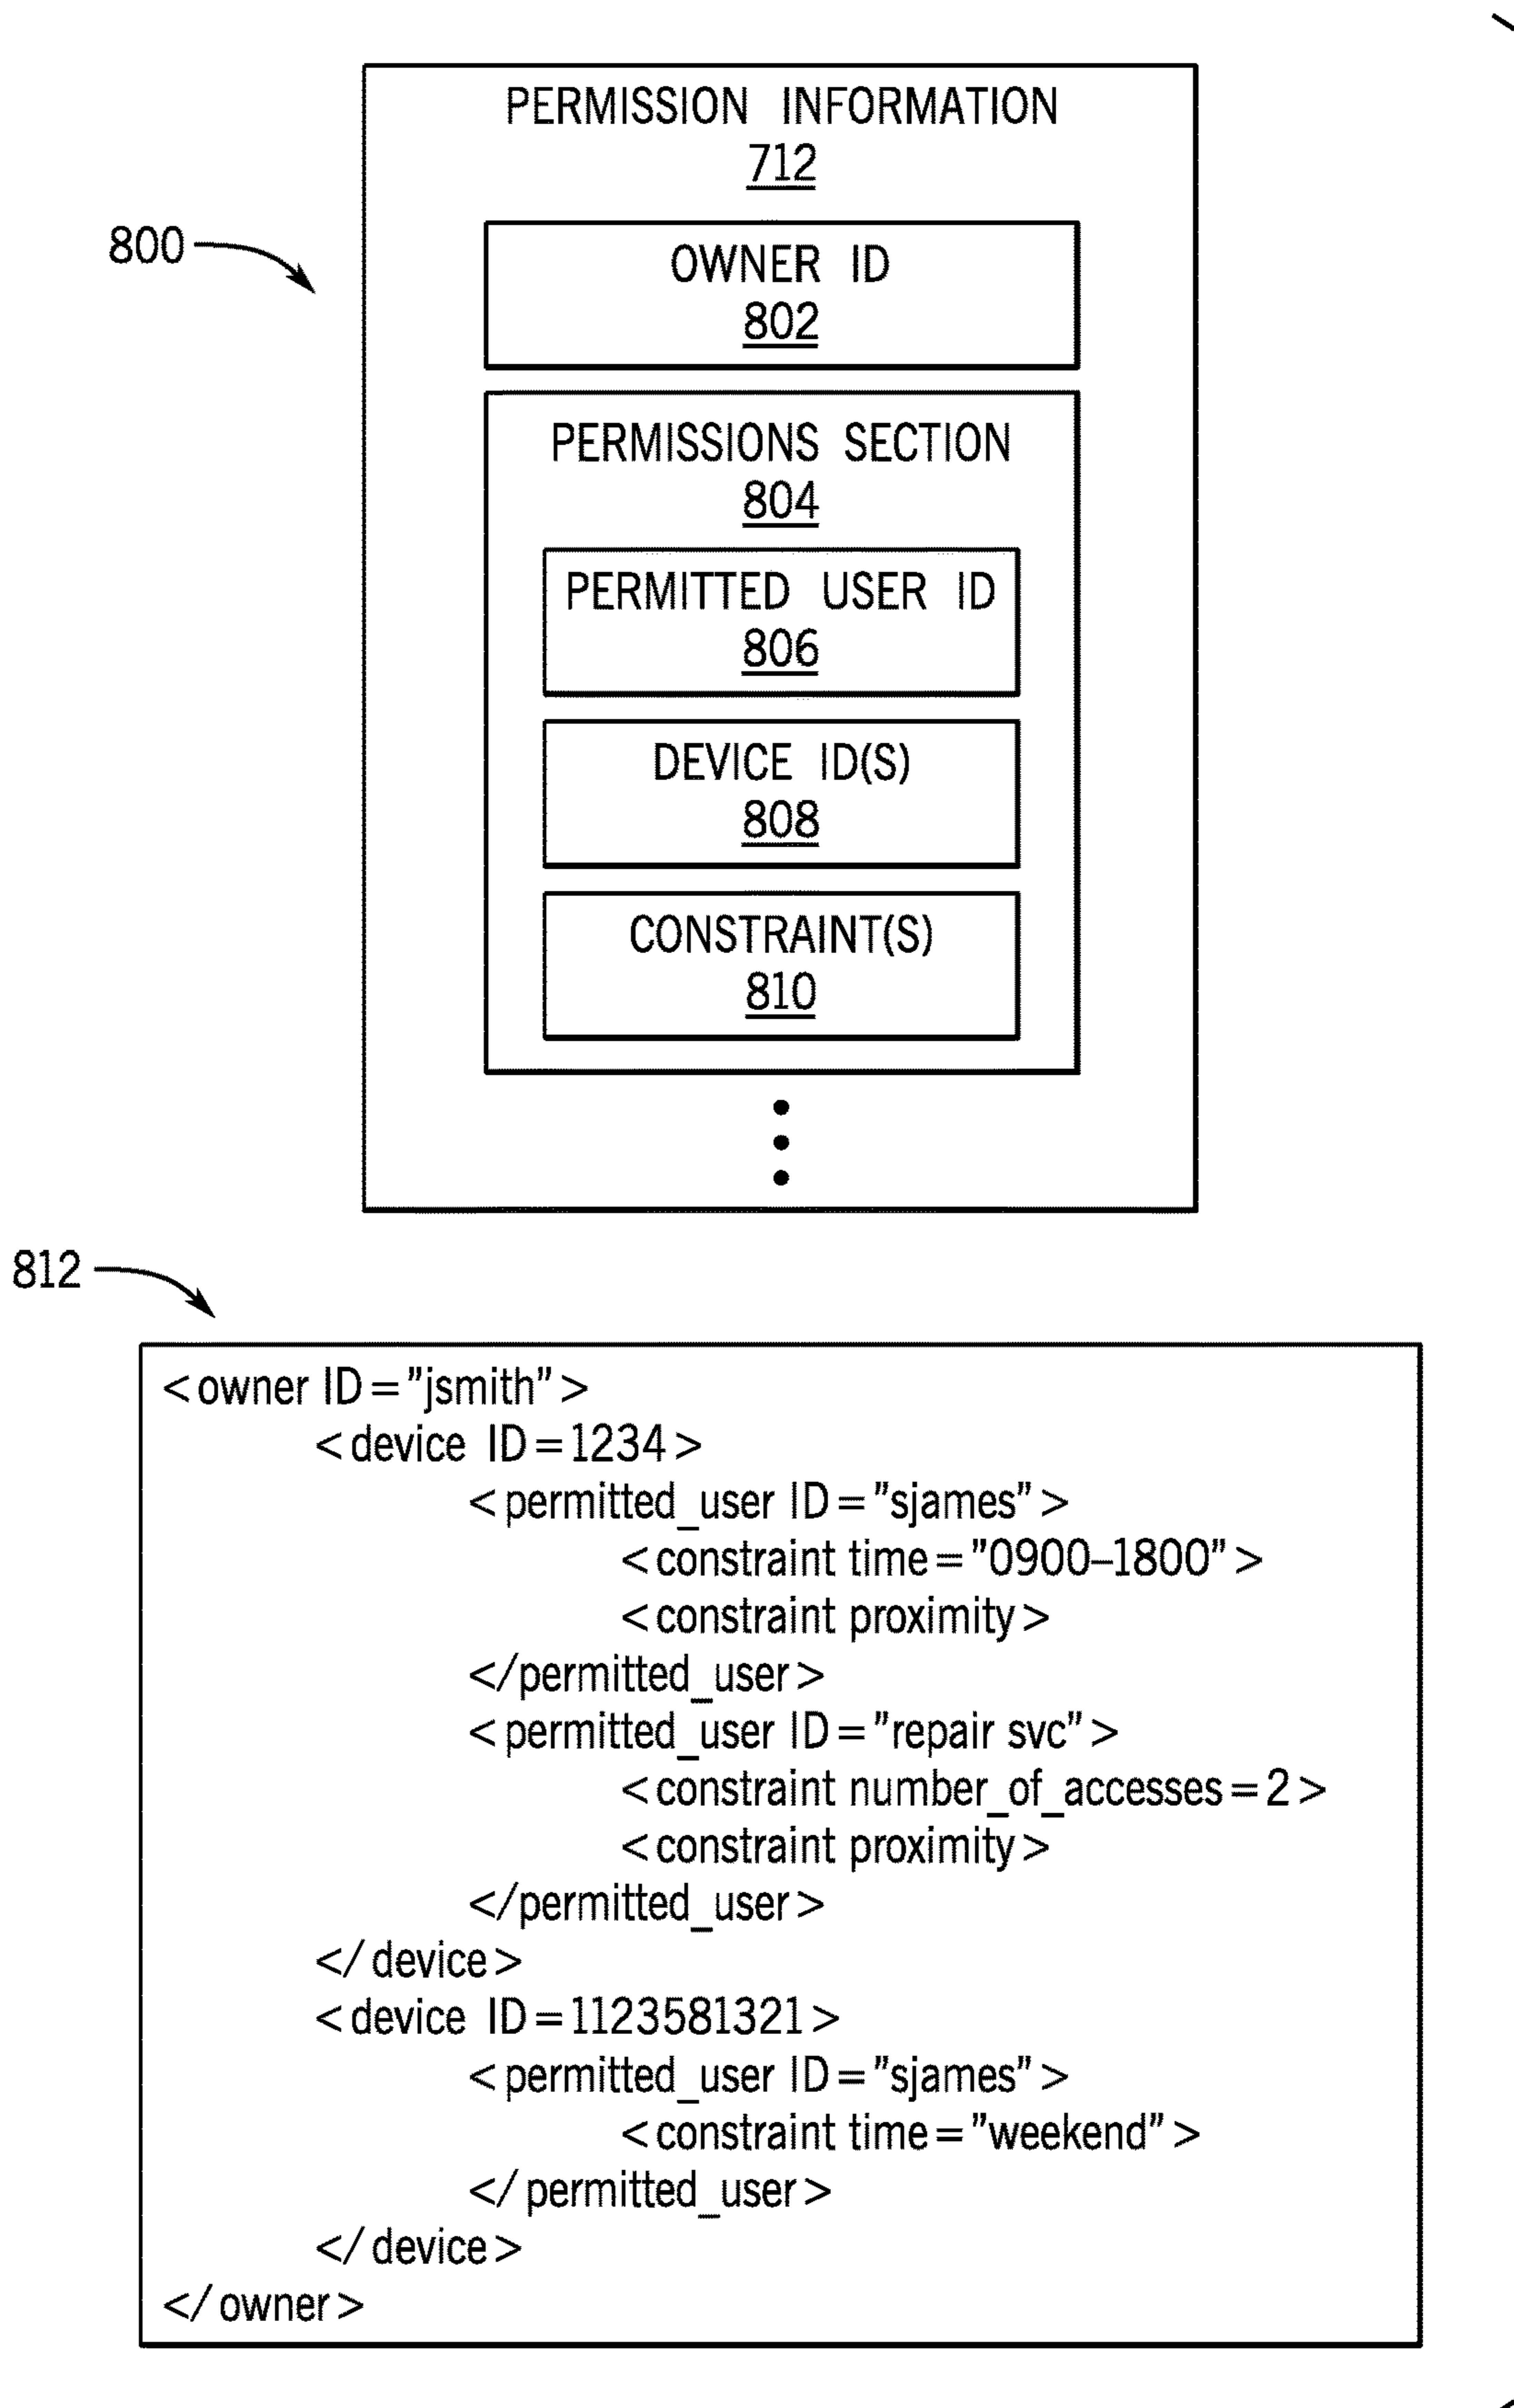 PERMISSION INFORMATION
712
800
OWNER ID
802
PERMISSIONS SECTION
804
PERMITTED USER ID
806
DEVICE ID(S)
808
CONSTRAINT(S)
810
812
<owner ID="jsmith">
<device ID=1234>
<permitted_user ID="sjames">
<constraint time="0900–1800">
<constraint proximity>
</permitted_user>
<permitted_user ID="repair svc">
<constraint number_of_accesses=2>
<constraint proximity>
</permitted_user>
</device>
<device ID=1123581321>
<permitted_user ID="sjames">
<constraint time="weekend">
</permitted_user>
</device>
</owner>